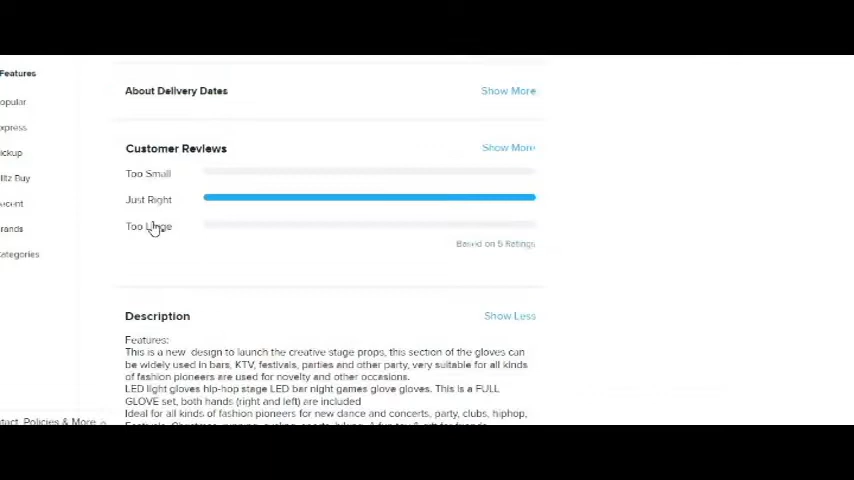 Features
opular
xpress
ickup
litz Buy
ecent
rands
ategories
tact, Policies & More
About Delivery Dates
Show More
Customer Reviews
Show More
Too Small
Just Right
Too
Based on 5 Ratings
Description
Show Less
Features:
This is a new design to launch the creative stage props, this section of the gloves can
be widely used in bars, KTV, festivals, parties and other party, very suitable for all kinds
of fashion pioneers are used for novelty and other occasions.
LED light gloves hip-hop stage LED bar night games glove gloves. This is a FULL
GLOVE set, both hands (right and left) are included
Ideal for all kinds of fashion pioneers for new dance and concerts, party, clubs, hiphop,